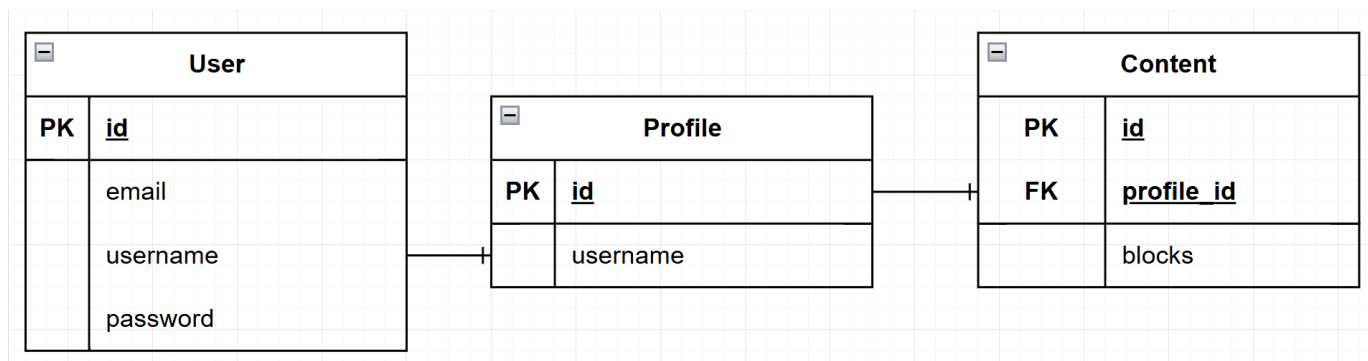 User
PK id
email
username
password
Profile
PK id
username
Content
PK id
FK profile_id
blocks